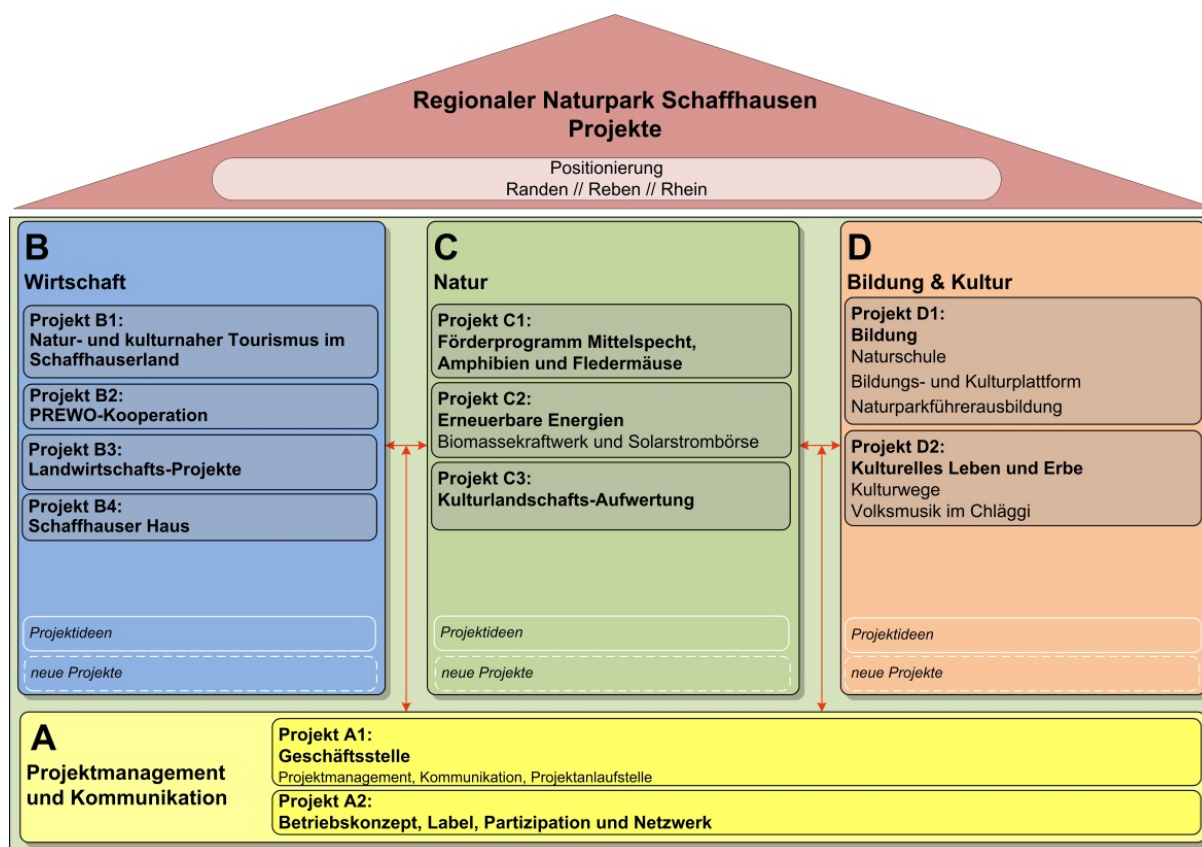 Regionaler Naturpark Schaffhausen
Projekte
Positionierung
Randen // Reben // Rhein
B
Wirtschaft
Projekt B1:
Natur- und kulturnaher Tourismus im
Schaffhauserland
Projekt B2:
PREWO-Kooperation
Projekt B3:
Landwirtschafts-Projekte
Projekt B4:
Schaffhauser Haus
Projektideen
neue Projekte
C
Natur
Projekt C1:
Förderprogramm Mittelspecht,
Amphibien und Fledermäuse
Projekt C2:
Erneuerbare Energien
Biomassekraftwerk und Solarstrombörse
Projekt C3:
Kulturlandschafts-Aufwertung
Projektideen
neue Projekte
D
Bildung & Kultur
Projekt D1:
Bildung
Naturschule
Bildungs- und Kulturplattform
Naturparkführerausbildung
Projekt D2:
Kulturelles Leben und Erbe
Kulturwege
Volksmusik im Chläggi
Projektideen
neue Projekte
A
Projektmanagement
und Kommunikation
Projekt A1:
Geschäftsstelle
Projektmanagement, Kommunikation, Projektanlaufstelle
Projekt A2:
Betriebskonzept, Label, Partizipation und Netzwerk